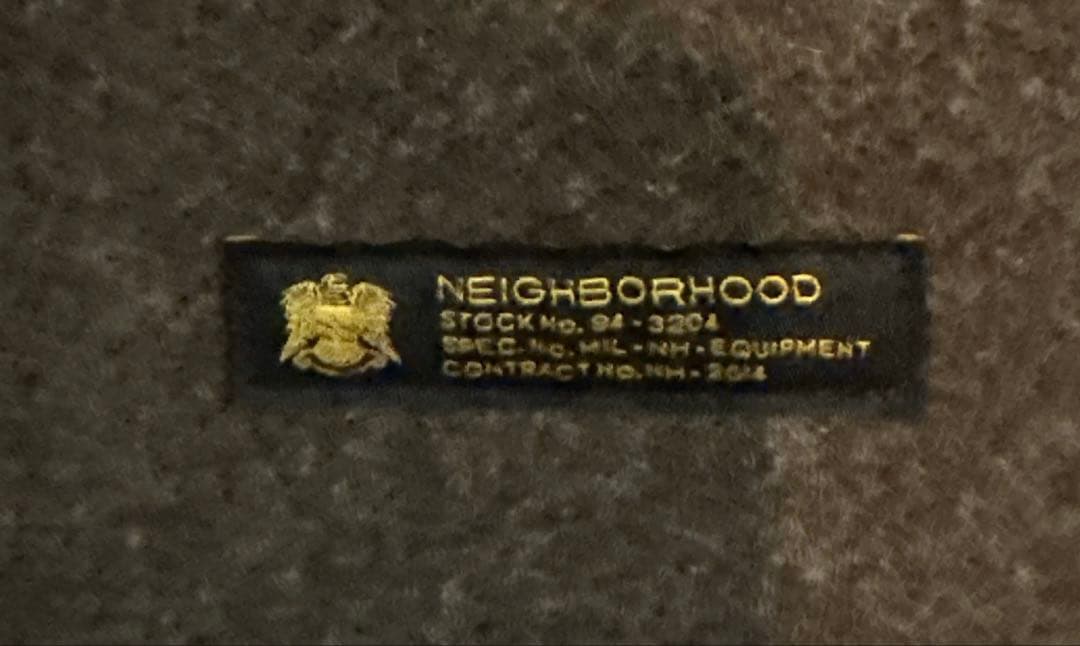 NEIGHBORHOOD
STOCK No. 94 - 3204
SPEC. No. MIL - NH - EQUIPMENT
CONTRACT No. NH - 2014